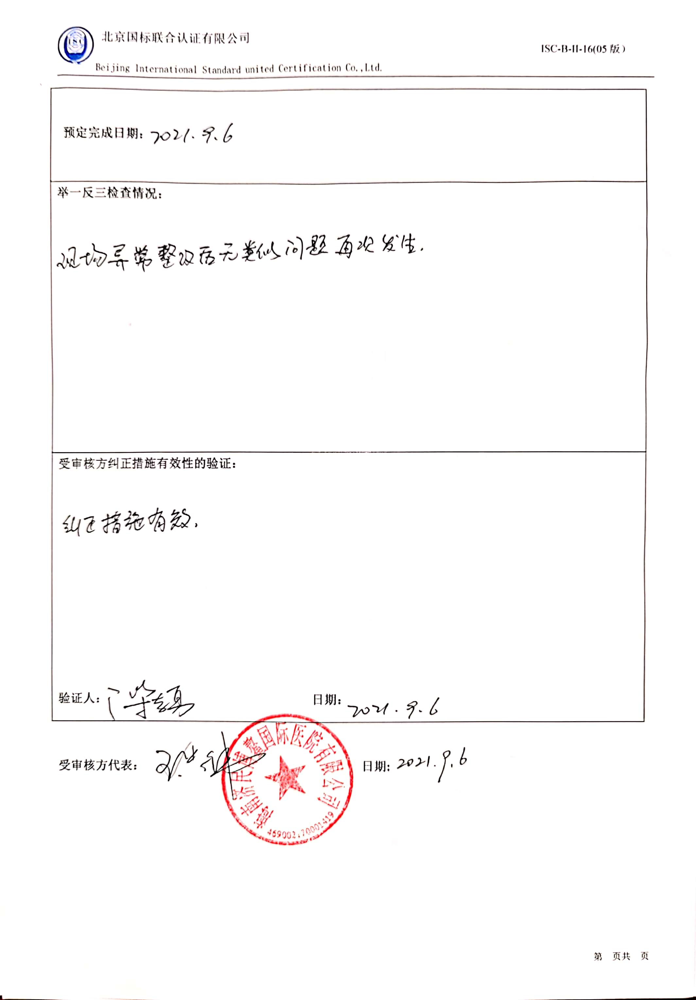 ISC
北京国标联合认证有限公司
ISC-B-II-16(05 版)
Beijing International Standard united Certification Co.,Ltd.
预定完成日期: 2021.9.6
举一反三检查情况:
现场异常整改后无类似问题再次发生.
受审核方纠正措施有效性的验证:
纠正措施有效.
验证人:
日期: 2021.9.6
受审核方代表:
日期: 2021.9.6
海南济民博鳌国际医院有限公司
第 页共 页